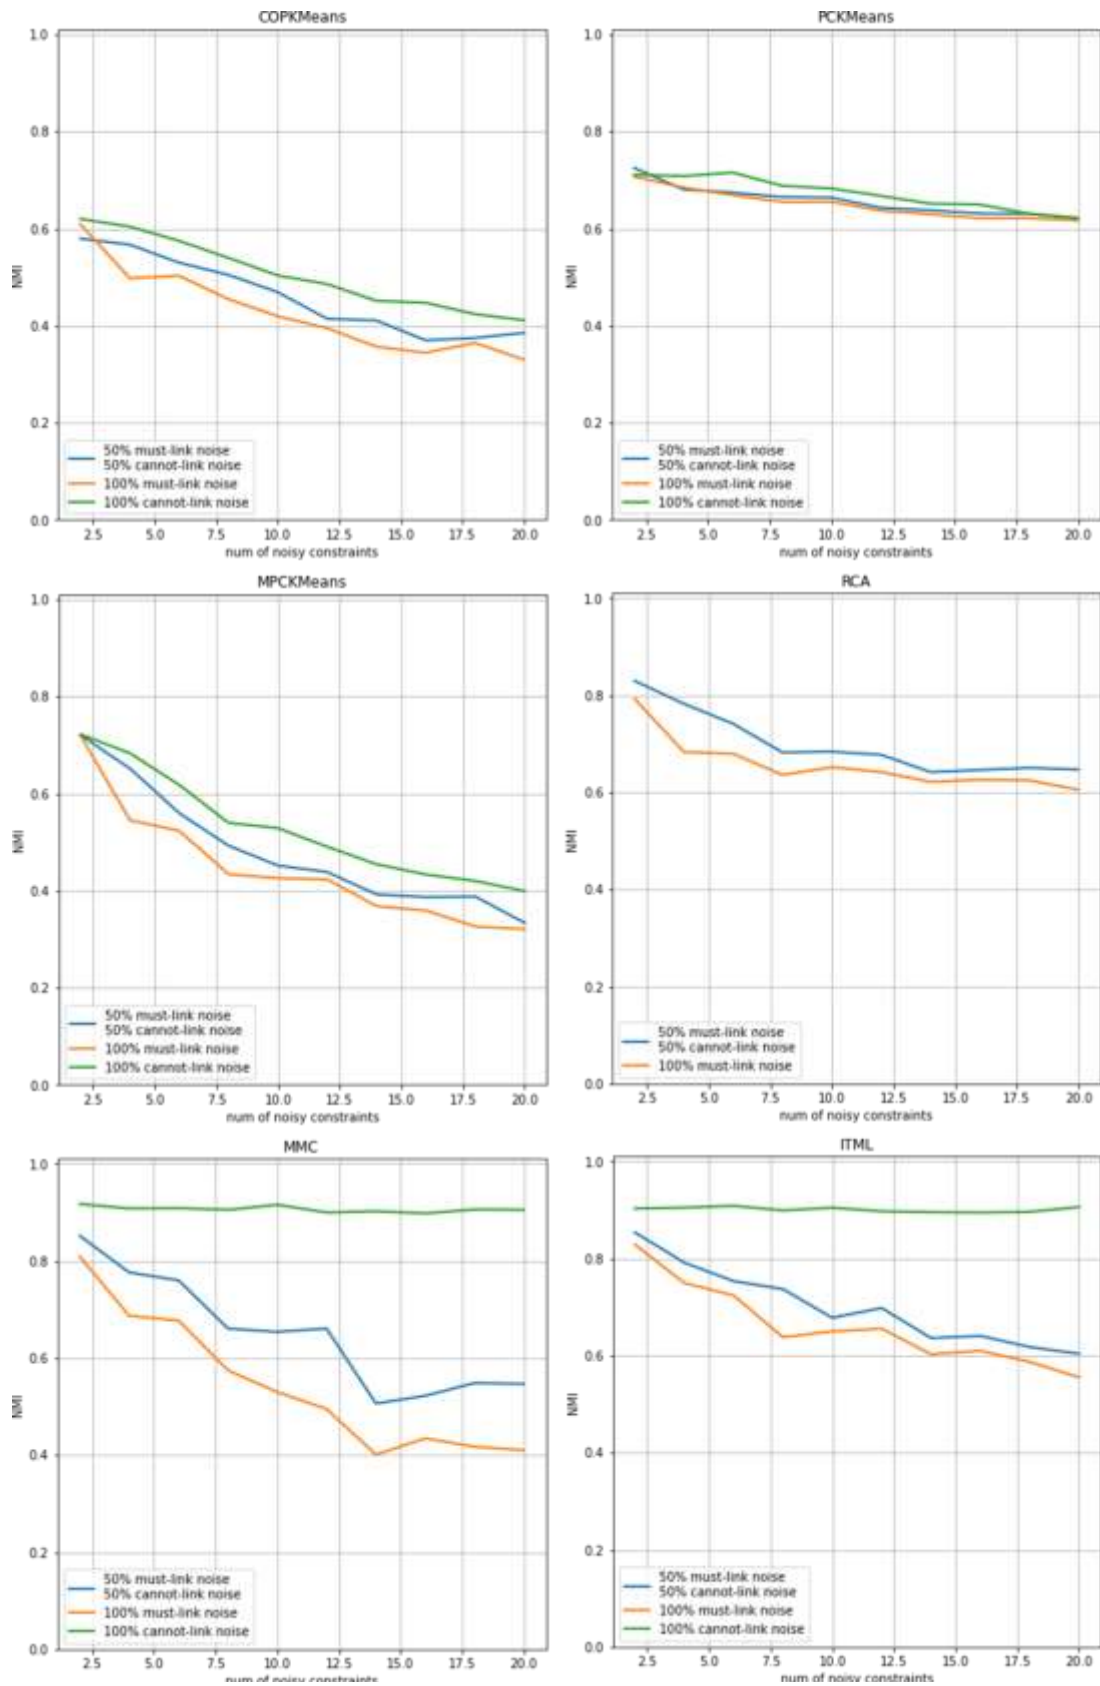 COPKMeans
1.0
0.8
0.6
0.4
0.2
0.0
NMI
50% must-link noise
50% cannot-link noise
100% must-link noise
100% cannot-link noise
2.5 5.0 7.5 10.0 12.5 15.0 17.5 20.0
num of noisy constraints
PCKMeans
1.0
0.8
0.6
0.4
0.2
0.0
NMI
50% must-link noise
50% cannot-link noise
100% must-link noise
100% cannot-link noise
2.5 5.0 7.5 10.0 12.5 15.0 17.5 20.0
num of noisy constraints
MPCKMeans
1.0
0.8
0.6
0.4
0.2
0.0
NMI
50% must-link noise
50% cannot-link noise
100% must-link noise
100% cannot-link noise
2.5 5.0 7.5 10.0 12.5 15.0 17.5 20.0
num of noisy constraints
RCA
1.0
0.8
0.6
0.4
0.2
0.0
NMI
50% must-link noise
50% cannot-link noise
100% must-link noise
2.5 5.0 7.5 10.0 12.5 15.0 17.5 20.0
num of noisy constraints
MMC
1.0
0.8
0.6
0.4
0.2
0.0
NMI
50% must-link noise
50% cannot-link noise
100% must-link noise
100% cannot-link noise
2.5 5.0 7.5 10.0 12.5 15.0 17.5 20.0
num of noisy constraints
ITML
1.0
0.8
0.6
0.4
0.2
0.0
NMI
50% must-link noise
50% cannot-link noise
100% must-link noise
100% cannot-link noise
2.5 5.0 7.5 10.0 12.5 15.0 17.5 20.0
num of noisy constraints